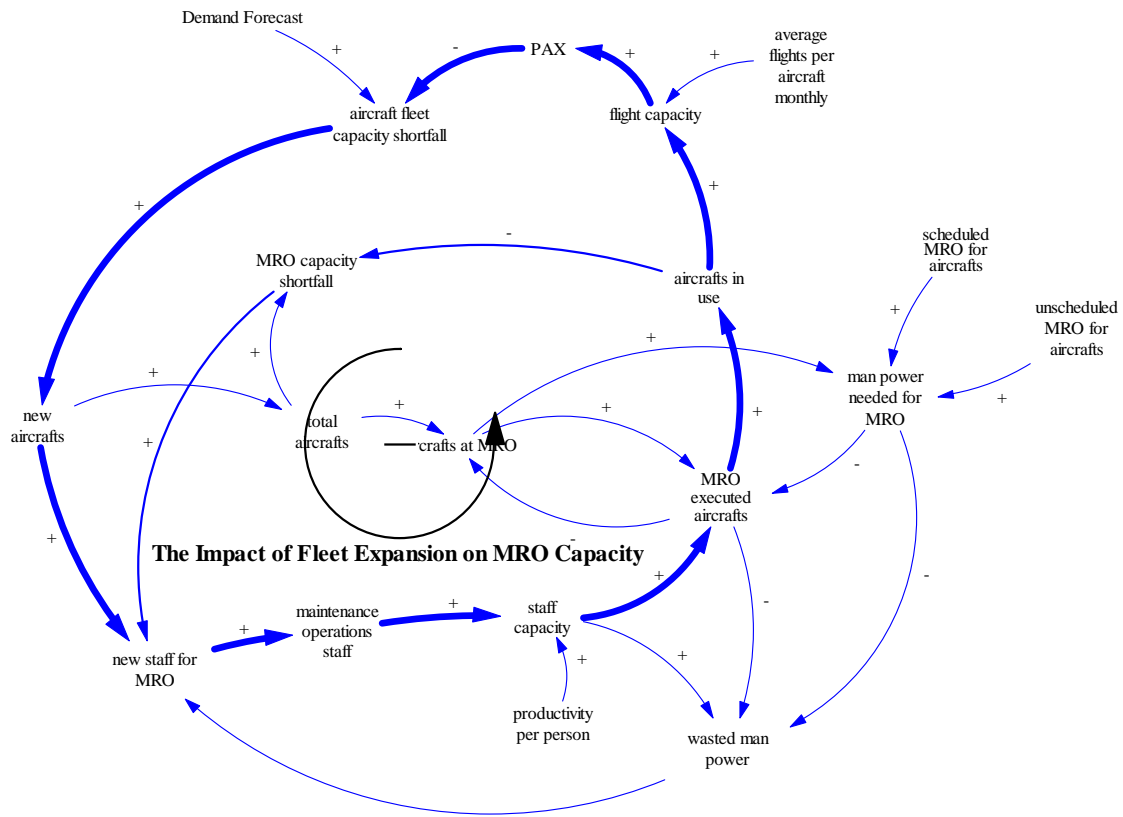 Demand Forecast
+
-
PAX
+
+
average
flights per
aircraft
monthly
aircraft fleet
capacity shortfall
flight capacity
+
+
-
scheduled
MRO for
aircrafts
MRO capacity
shortfall
aircrafts in
use
+
unscheduled
MRO for
aircrafts
+
+
+
+
+
+
+
+
man power
needed for
MRO
new
aircrafts
total
aircrafts
crafts at MRO
+
-
MRO
executed
aircrafts
+
-
The Impact of Fleet Expansion on MRO Capacity
+
-
-
+
+
maintenance
operations
staff
staff
capacity
new staff for
MRO
+
+
productivity
per person
wasted man
power